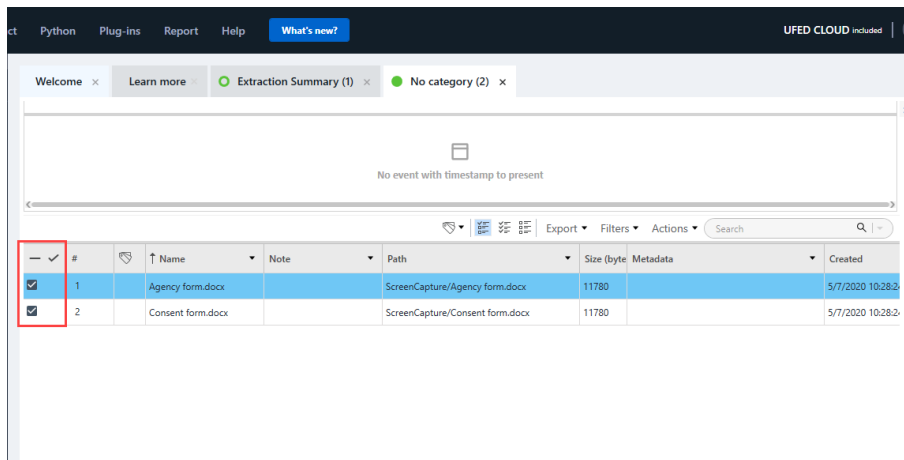 ct Python Plug-ins Report Help What's new? UFED CLOUD included
Welcome × Learn more Extraction Summary (1) × No category (2) ×
No event with timestamp to present
Export Filters Actions Search
# Name Note Path Size (byte Metadata Created
1 Agency form.docx ScreenCapture/Agency form.docx 11780 5/7/2020 10:28:2
2 Consent form.docx ScreenCapture/Consent form.docx 11780 5/7/2020 10:28:2